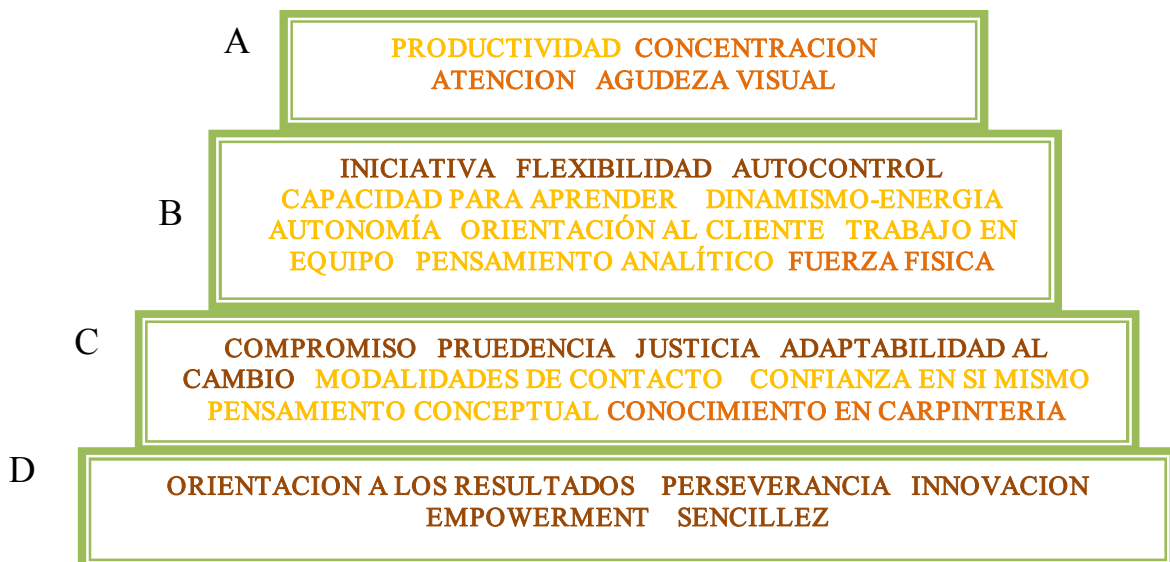 A
PRODUCTIVIDAD CONCENTRACION
ATENCION AGUDEZA VISUAL
B
INICIATIVA FLEXIBILIDAD AUTOCONTROL
CAPACIDAD PARA APRENDER DINAMISMO-ENERGIA
AUTONOMÍA ORIENTACIÓN AL CLIENTE TRABAJO EN
EQUIPO PENSAMIENTO ANALÍTICO FUERZA FISICA
C
COMPROMISO PRUEDENCIA JUSTICIA ADAPTABILIDAD AL
CAMBIO MODALIDADES DE CONTACTO CONFIANZA EN SI MISMO
PENSAMIENTO CONCEPTUAL CONOCIMIENTO EN CARPINTERIA
D
ORIENTACION A LOS RESULTADOS PERSEVERANCIA INNOVACION
EMPOWERMENT SENCILLEZ